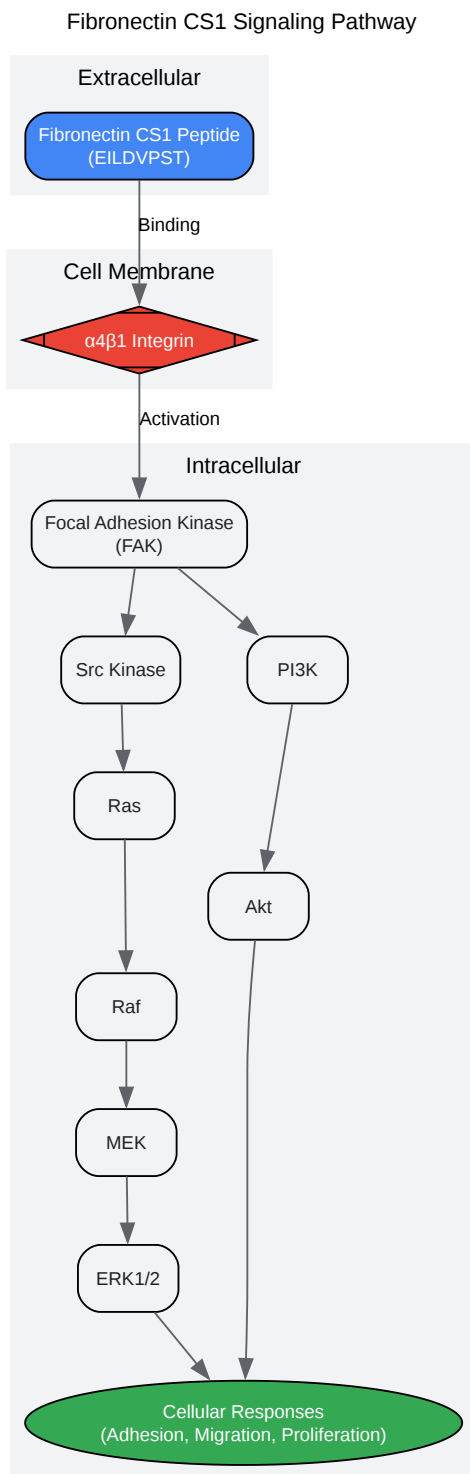 Fibronectin CS1 Signaling Pathway
Extracellular
Fibronectin CS1 Peptide
(EILDVPST)
Binding
Cell Membrane
α4β1 Integrin
Activation
Intracellular
Focal Adhesion Kinase
(FAK)
Src Kinase
PI3K
Ras
Akt
Raf
MEK
ERK1/2
Cellular Responses
(Adhesion, Migration, Proliferation)